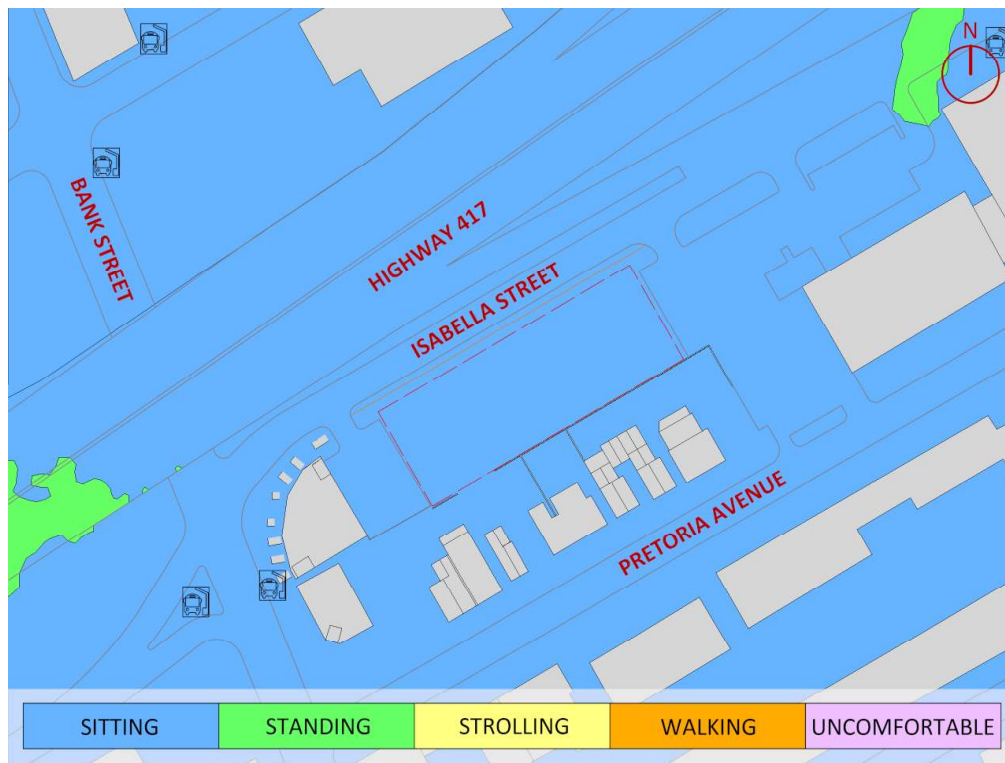 N
BANK STREET
HIGHWAY 417
ISABELLA STREET
PRETORIA AVENUE
SITTING
STANDING
STROLLING
WALKING
UNCOMFORTABLE